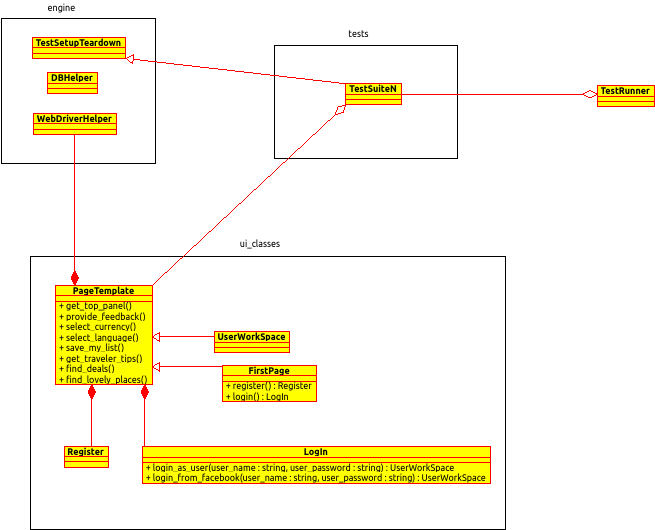 engine
tests
TestSetupTeardown
DBHelper
WebDriverHelper
TestSuiteN
TestRunner
ui_classes
PageTemplate
+ get_top_panel()
+ provide_feedback()
+ select_currency()
+ select_language()
+ save_my_list()
+ get_traveler_tips()
+ find_deals()
+ find_lovely_places()
UserWorkSpace
FirstPage
+ register() : Register
+ login() : LogIn
Register
LogIn
+ login_as_user(user_name : string, user_password : string) : UserWorkSpace
+ login_from_facebook(user_name : string, user_password : string) : UserWorkSpace